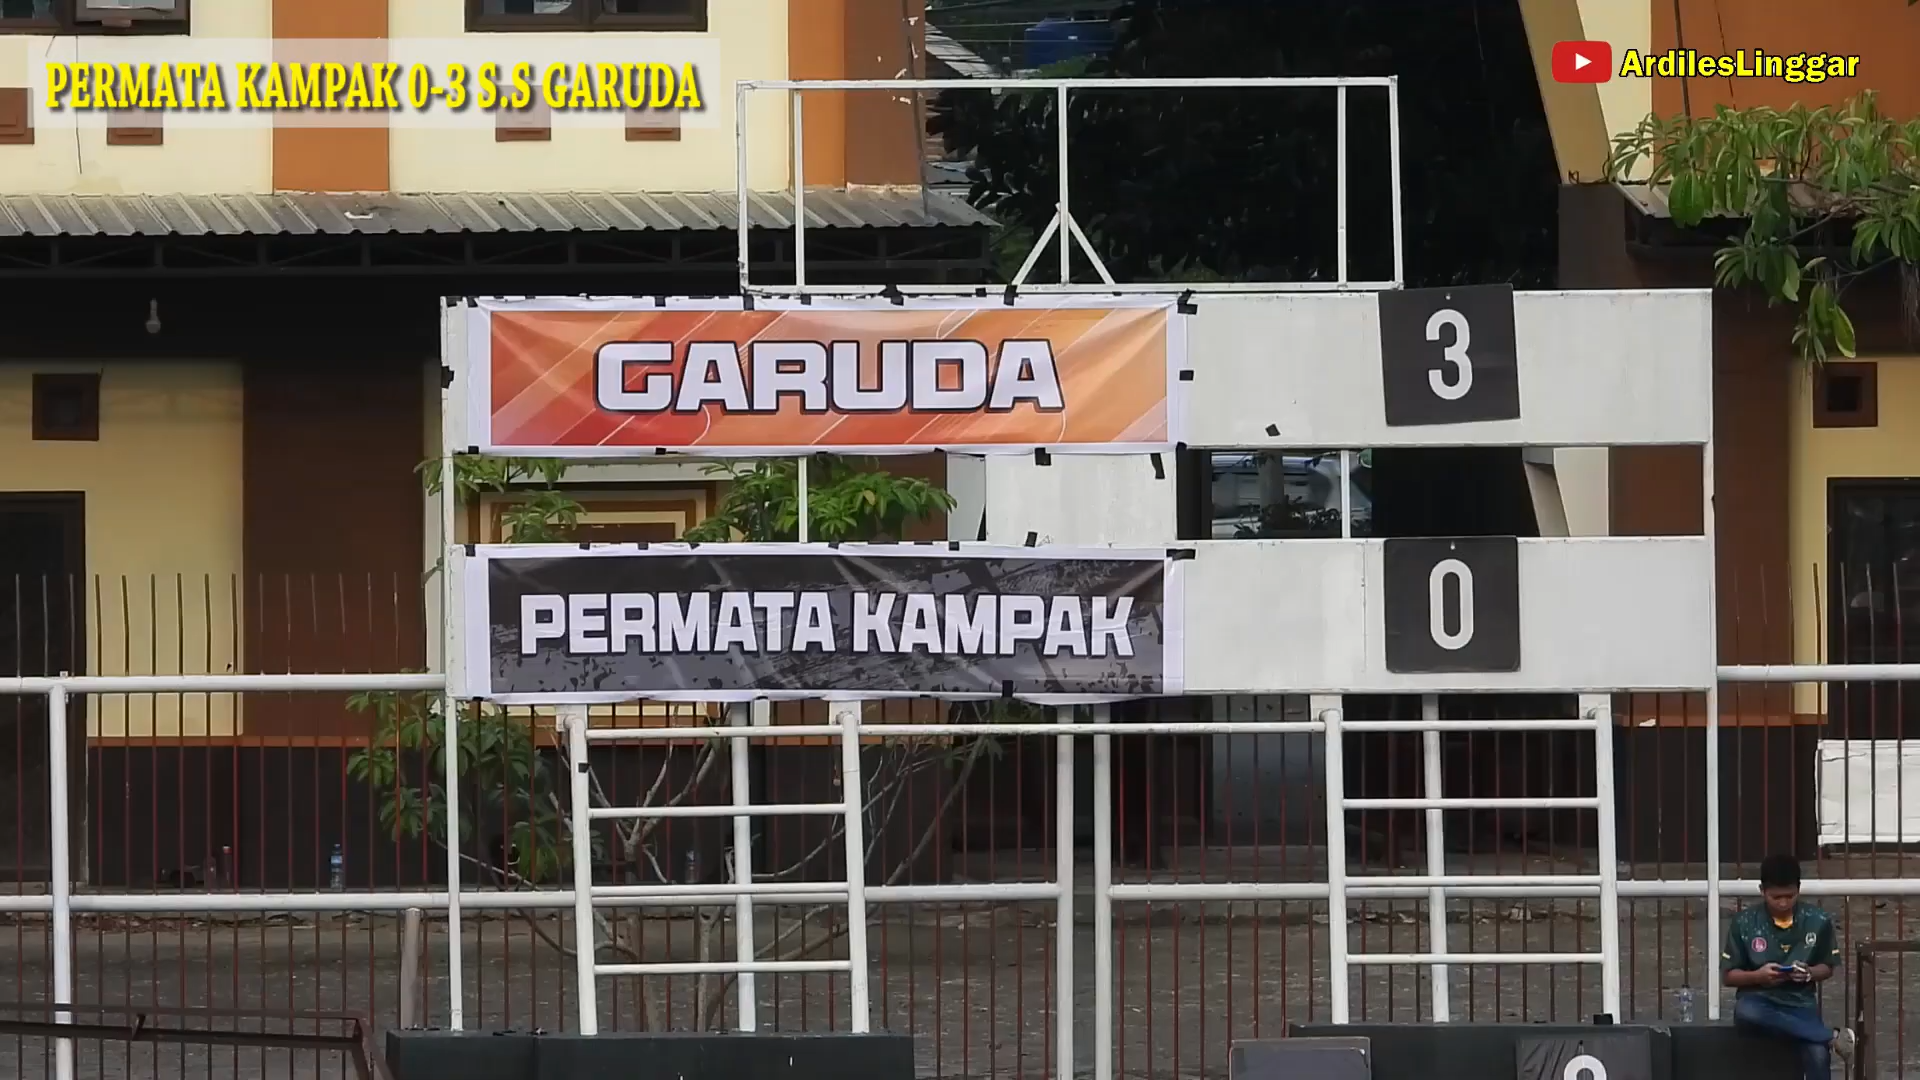 PERMATA KAMPAK 0-3 S.S GARUDA
ArdilesLinggar
GARUDA
3
PERMATA KAMPAK
0